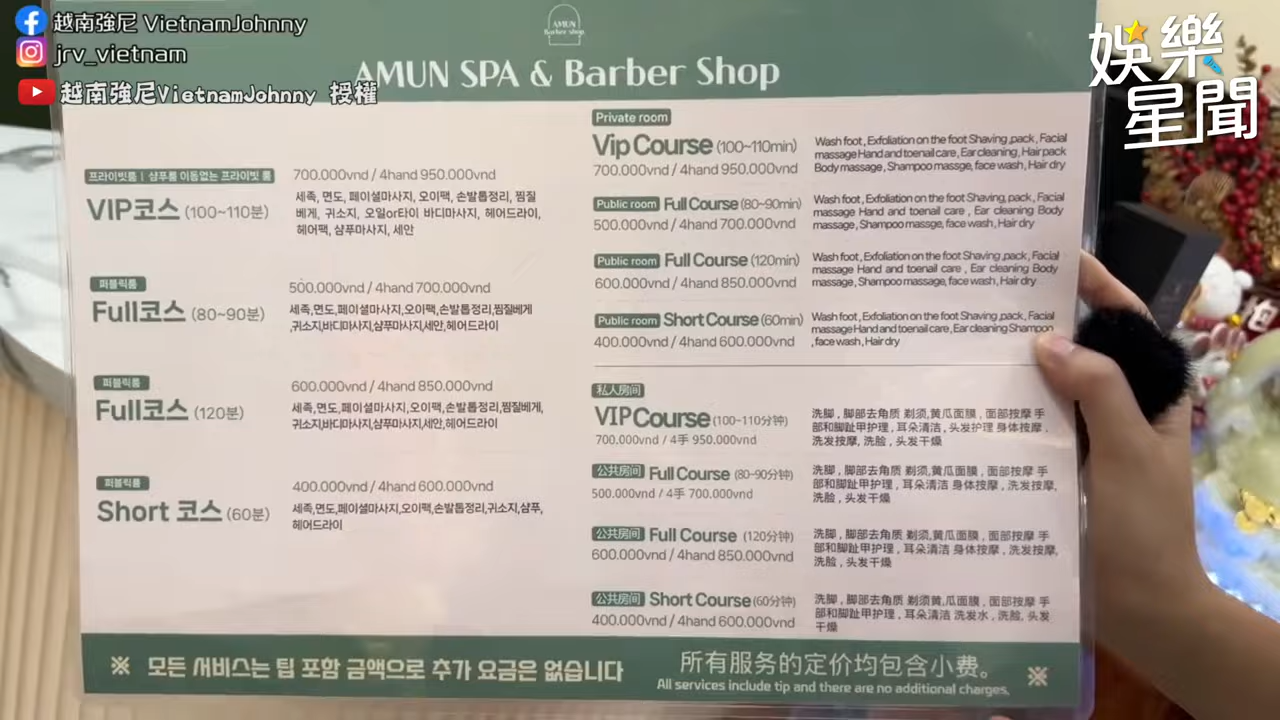 越南強尼 VietnamJohnny
jrv_vietnam
越南強尼VietnamJohnny 授權
娛樂
星聞
AMUN
Barber shop
AMUN SPA & Barber Shop
프라이빗룸 | 샴푸룸 이동없는 프라이빗 룸
VIP코스 (100~110분)
700.000vnd / 4hand 950.000vnd
세족, 면도, 페이셜마사지, 오이팩, 손발톱정리, 찜질
베게, 귀소지, 오일or타이 바디마사지, 헤어드라이,
헤어팩, 샴푸마사지, 세안
퍼블릭룸
Full코스 (80~90분)
500.000vnd / 4hand 700.000vnd
세족,면도,페이셜마사지,오이팩,손발톱정리,찜질베게
,귀소지,바디마사지,샴푸마사지,세안,헤어드라이
퍼블릭룸
Full코스 (120분)
600.000vnd / 4hand 850.000vnd
세족,면도,페이셜마사지,오이팩,손발톱정리,찜질베게,
귀소지,바디마사지,샴푸마사지,세안,헤어드라이
퍼블릭룸
Short 코스 (60분)
400.000vnd / 4hand 600.000vnd
세족,면도,페이셜마사지,오이팩,손발톱정리,귀소지,샴푸,
헤어드라이
Private room
Vip Course (100~110min)
700.000vnd / 4hand 950.000vnd
Wash foot , Exfoliation on the foot Shaving ,pack , Facial
massage Hand and toenail care , Ear cleaning , Hair pack
Body massage , Shampoo massge, face wash , Hair dry
Public room Full Course (80~90min)
500.000vnd / 4hand 700.000vnd
Wash foot , Exfoliation on the foot Shaving ,pack , Facial
massage Hand and toenail care , Ear cleaning Body
massage , Shampoo massge, face wash , Hair dry
Public room Full Course (120min)
600.000vnd / 4hand 850.000vnd
Wash foot , Exfoliation on the foot Shaving ,pack , Facial
massage Hand and toenail care , Ear cleaning Body
massage , Shampoo massage, face wash , Hair dry
Public room Short Course (60min)
400.000vnd / 4hand 600.000vnd
Wash foot , Exfoliation on the foot Shaving ,pack , Facial
massage Hand and toenail care , Ear cleaning Shampoo
, face wash , Hair dry
私人房间
VIP Course (100~110分钟)
700.000vnd / 4手 950.000vnd
洗脚 , 脚部去角质 剃须,黄瓜面膜 , 面部按摩 手
部和脚趾甲护理 , 耳朵清洁 , 头发护理 身体按摩 ,
洗发按摩, 洗脸 , 头发干燥
公共房间 Full Course (80~90分钟)
500.000vnd / 4手 700.000vnd
洗脚 , 脚部去角质 剃须,黄瓜面膜 , 面部按摩 手
部和脚趾甲护理 , 耳朵清洁 身体按摩 , 洗发按摩,
洗脸 , 头发干燥
公共房间 Full Course (120分钟)
600.000vnd / 4hand 850.000vnd
洗脚 , 脚部去角质 剃须,黄瓜面膜 , 面部按摩 手
部和脚趾甲护理 , 耳朵清洁 身体按摩 , 洗发按摩,
洗脸 , 头发干燥
公共房间 Short Course (60分钟)
400.000vnd / 4hand 600.000vnd
洗脚 , 脚部去角质 剃须黄,瓜面膜 , 面部按摩 手
部和脚趾甲护理 , 耳朵清洁 洗发水 , 洗脸, 头发
干燥
※ 모든 서비스는 팁 포함 금액으로 추가 요금은 없습니다
所有服务的定价均包含小费。 ※
All services include tip and there are no additional charges.